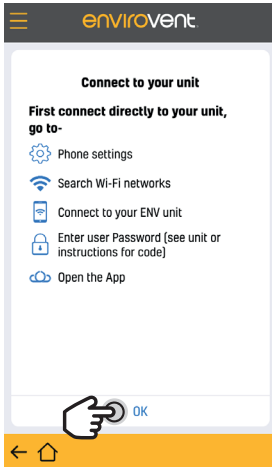 envirovent
Connect to your unit
First connect directly to your unit,
go to-
Phone settings
Search Wi-Fi networks
Connect to your ENV unit
Enter user Password (see unit or
instructions for code)
Open the App
OK